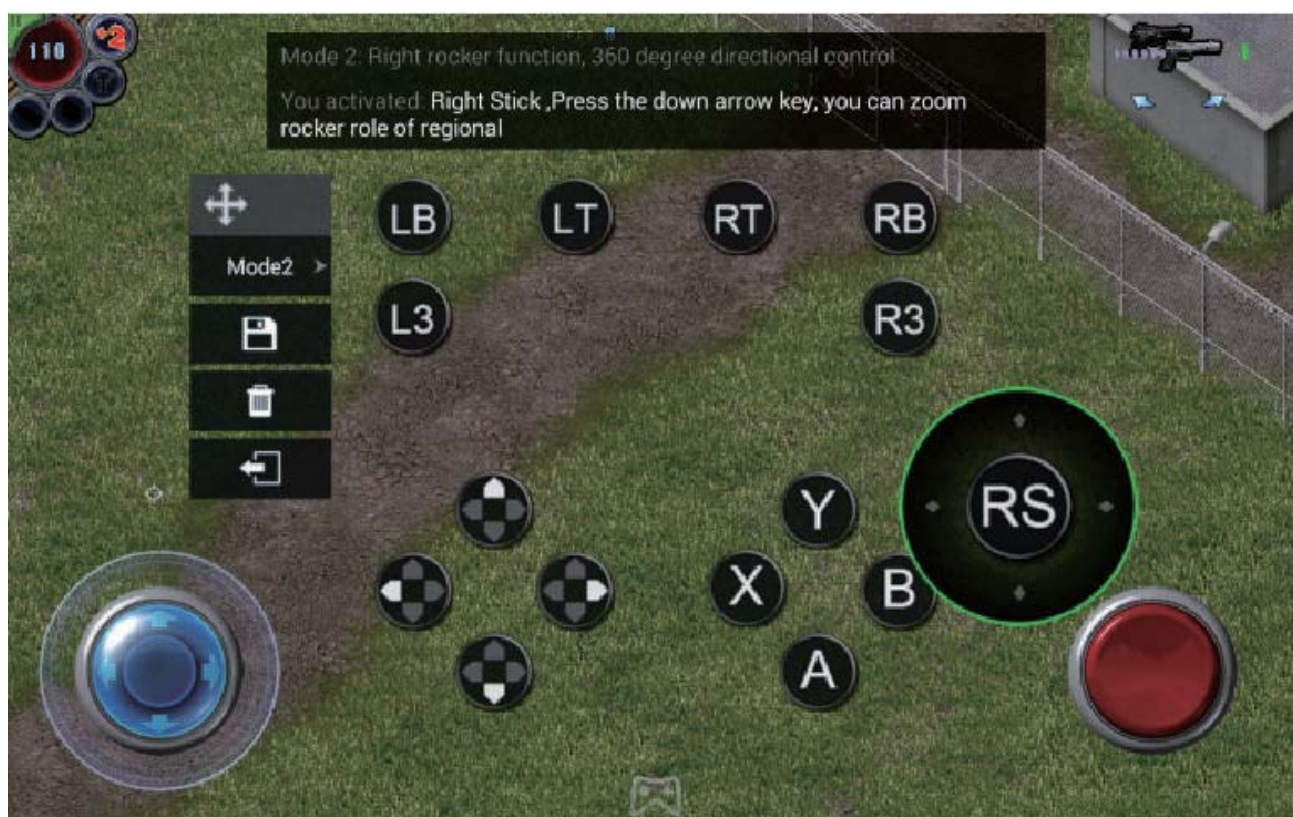 110
+2
Mode 2: Right rocker function, 360 degree directional control
You activated: Right Stick ,Press the down arrow key, you can zoom
rocker role of regional
LB
LT
RT
RB
Mode2
L3
R3
RS
Y
X
B
A